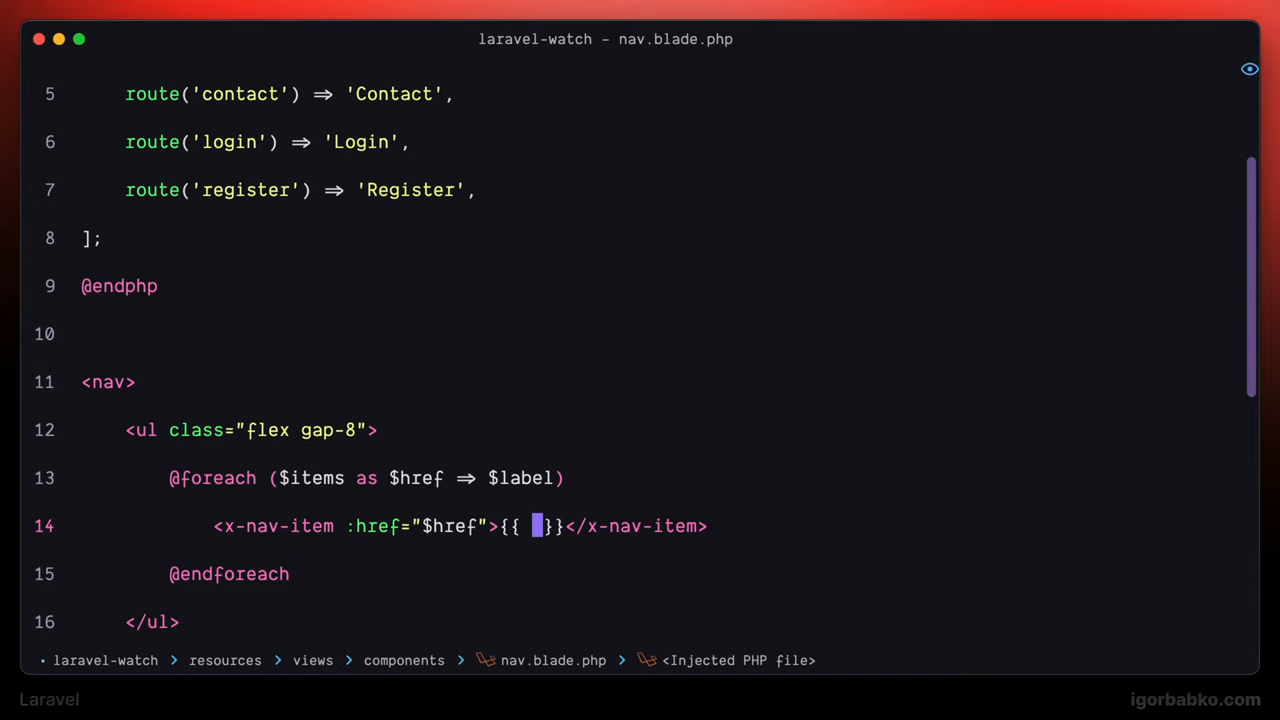 laravel-watch – nav.blade.php
5 route('contact') => 'Contact',
6 route('login') => 'Login',
7 route('register') => 'Register',
8 ];
9 @endphp
10
11 <nav>
12 <ul class="flex gap-8">
13 @foreach ($items as $href => $label)
14 <x-nav-item :href="$href">{{ }}</x-nav-item>
15 @endforeach
16 </ul>
laravel-watch > resources > views > components > nav.blade.php > <Injected PHP file>
Laravel
igorbabko.com